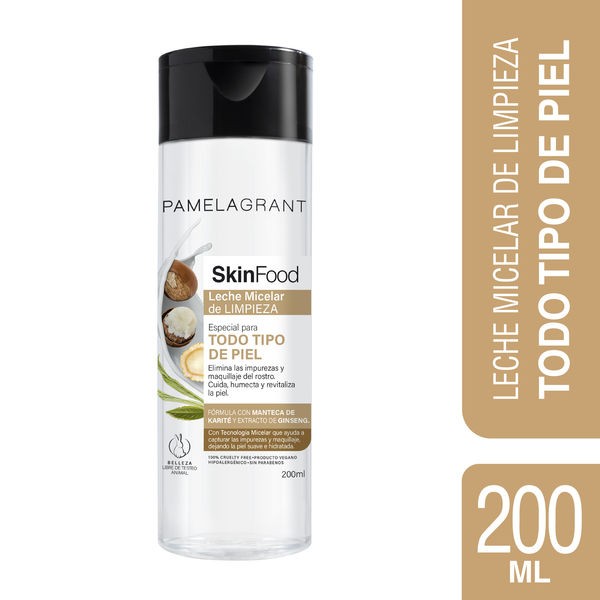 PAMELAGRANT
SkinFood
Leche Micelar
de LIMPIEZA
Especial para
TODO TIPO
DE PIEL
Elimina las impurezas y
maquillaje del rostro.
Cuida, humecta y revitaliza
la piel.
FÓRMULA CON MANTECA DE
KARITÉ Y EXTRACTO DE GINSENG.
Con Tecnología Micelar que ayuda a
capturar las impurezas y maquillaje,
dejando la piel suave e hidratada.
100% CRUELTY FREE•PRODUCTO VEGANO
HIPOALERGÉNICO•SIN PARABENOS
BELLEZA
LIBRE DE TESTEO
ANIMAL
200ml
LECHE MICELAR DE LIMPIEZA
TODO TIPO DE PIEL
200
ML